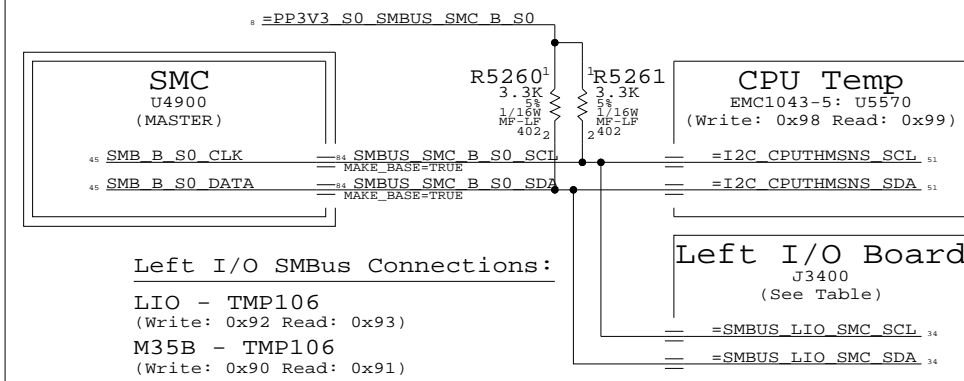 8 =PP3V3_S0_SMBUS_SMC_B_S0
SMC
U4900
(MASTER)
45 SMB_B_S0_CLK
45 SMB_B_S0_DATA
84 SMBUS_SMC_B_S0_SCL
MAKE_BASE=TRUE
84 SMBUS_SMC_B_S0_SDA
MAKE_BASE=TRUE
R5260 1
3.3K
5%
1/16W
MF-LF
402 2
1 R5261
3.3K
5%
1/16W
MF-LF
2 402
CPU Temp
EMC1043-5: U5570
(Write: 0x98 Read: 0x99)
=I2C_CPUTHMSNS_SCL 51
=I2C_CPUTHMSNS_SDA 51
Left I/O Board
J3400
(See Table)
=SMBUS_LIO_SMC_SCL 34
=SMBUS_LIO_SMC_SDA 34
Left I/O SMBus Connections:
LIO - TMP106
(Write: 0x92 Read: 0x93)
M35B - TMP106
(Write: 0x90 Read: 0x91)